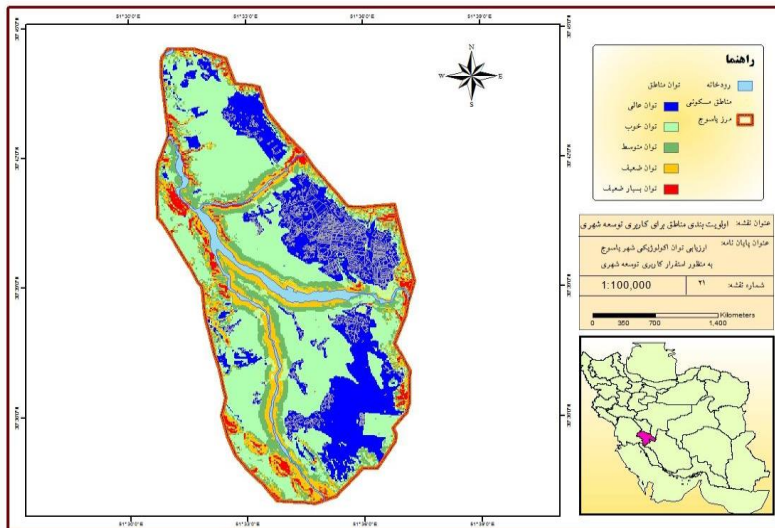 N
W E
S
راهنما
رودخانه
توان مناطق
مناطق مسکونی
مرز یاسوج
توان عالی
توان خوب
توان متوسط
توان ضعیف
توان بسیار ضعیف
عنوان نقشه: اولویت بندی مناطق برای کاربری توسعه شهری
عنوان پایان نامه: ارزیابی توان اکولوژیکی شهر یاسوج
به منظور استقرار کاربری توسعه شهری
شماره نقشه: ۲۱ 1:100,000
Kilometers
0 350 700 1,400